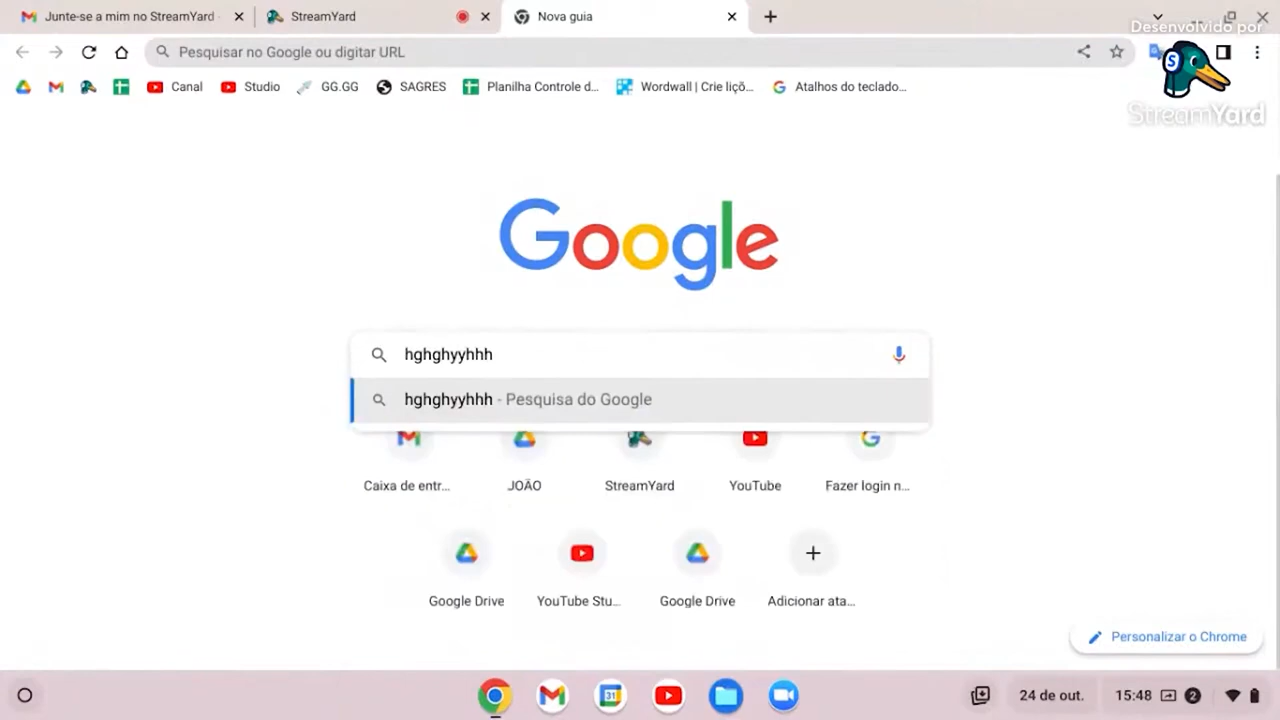 Junte-se a mim no StreamYard
StreamYard
Nova guia
Desenvolvido por
StreamYard
Pesquisar no Google ou digitar URL
Canal
Studio
GG.GG
SAGRES
Planilha Controle d...
Wordwall | Crie liçõ...
Atalhos do teclado...
Google
hghghyyhhh
hghghyyhhh - Pesquisa do Google
Caixa de entr...
JOÃO
StreamYard
YouTube
Fazer login n...
Google Drive
YouTube Stu...
Google Drive
Adicionar ata...
Personalizar o Chrome
31
24 de out.
15:48
2